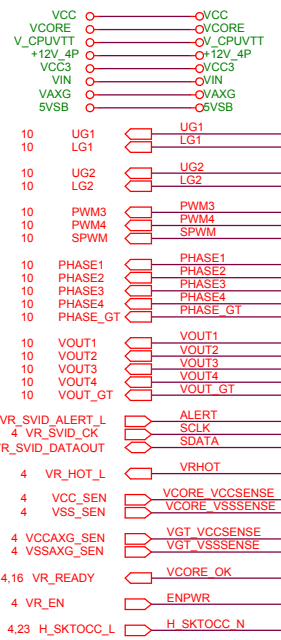 VCC VCC
VCORE VCORE
V_CPUVTT V_CPUVTT
+12V_4P +12V_4P
VCC3 VCC3
VIN VIN
VAXG VAXG
5VSB 5VSB
10 UG1 UG1
10 LG1 LG1
10 UG2 UG2
10 LG2 LG2
10 PWM3 PWM3
10 PWM4 PWM4
10 SPWM SPWM
10 PHASE1 PHASE1
10 PHASE2 PHASE2
10 PHASE3 PHASE3
10 PHASE4 PHASE4
10 PHASE_GT PHASE_GT
10 VOUT1 VOUT1
10 VOUT2 VOUT2
10 VOUT3 VOUT3
10 VOUT4 VOUT4
10 VOUT_GT VOUT_GT
VR_SVID_ALERT_L ALERT
4 VR_SVID_CK SCLK
VR_SVID_DATAOUT SDATA
4 VR_HOT_L VRHOT
4 VCC_SEN VCORE_VCCSENSE
4 VSS_SEN VCORE_VSSSENSE
4 VCCAXG_SEN VGT_VCCSENSE
4 VSSAXG_SEN VGT_VSSSENSE
4,16 VR_READY VCORE_OK
4 VR_EN ENPWR
4,23 H_SKTOCC_L H_SKTOCC_N